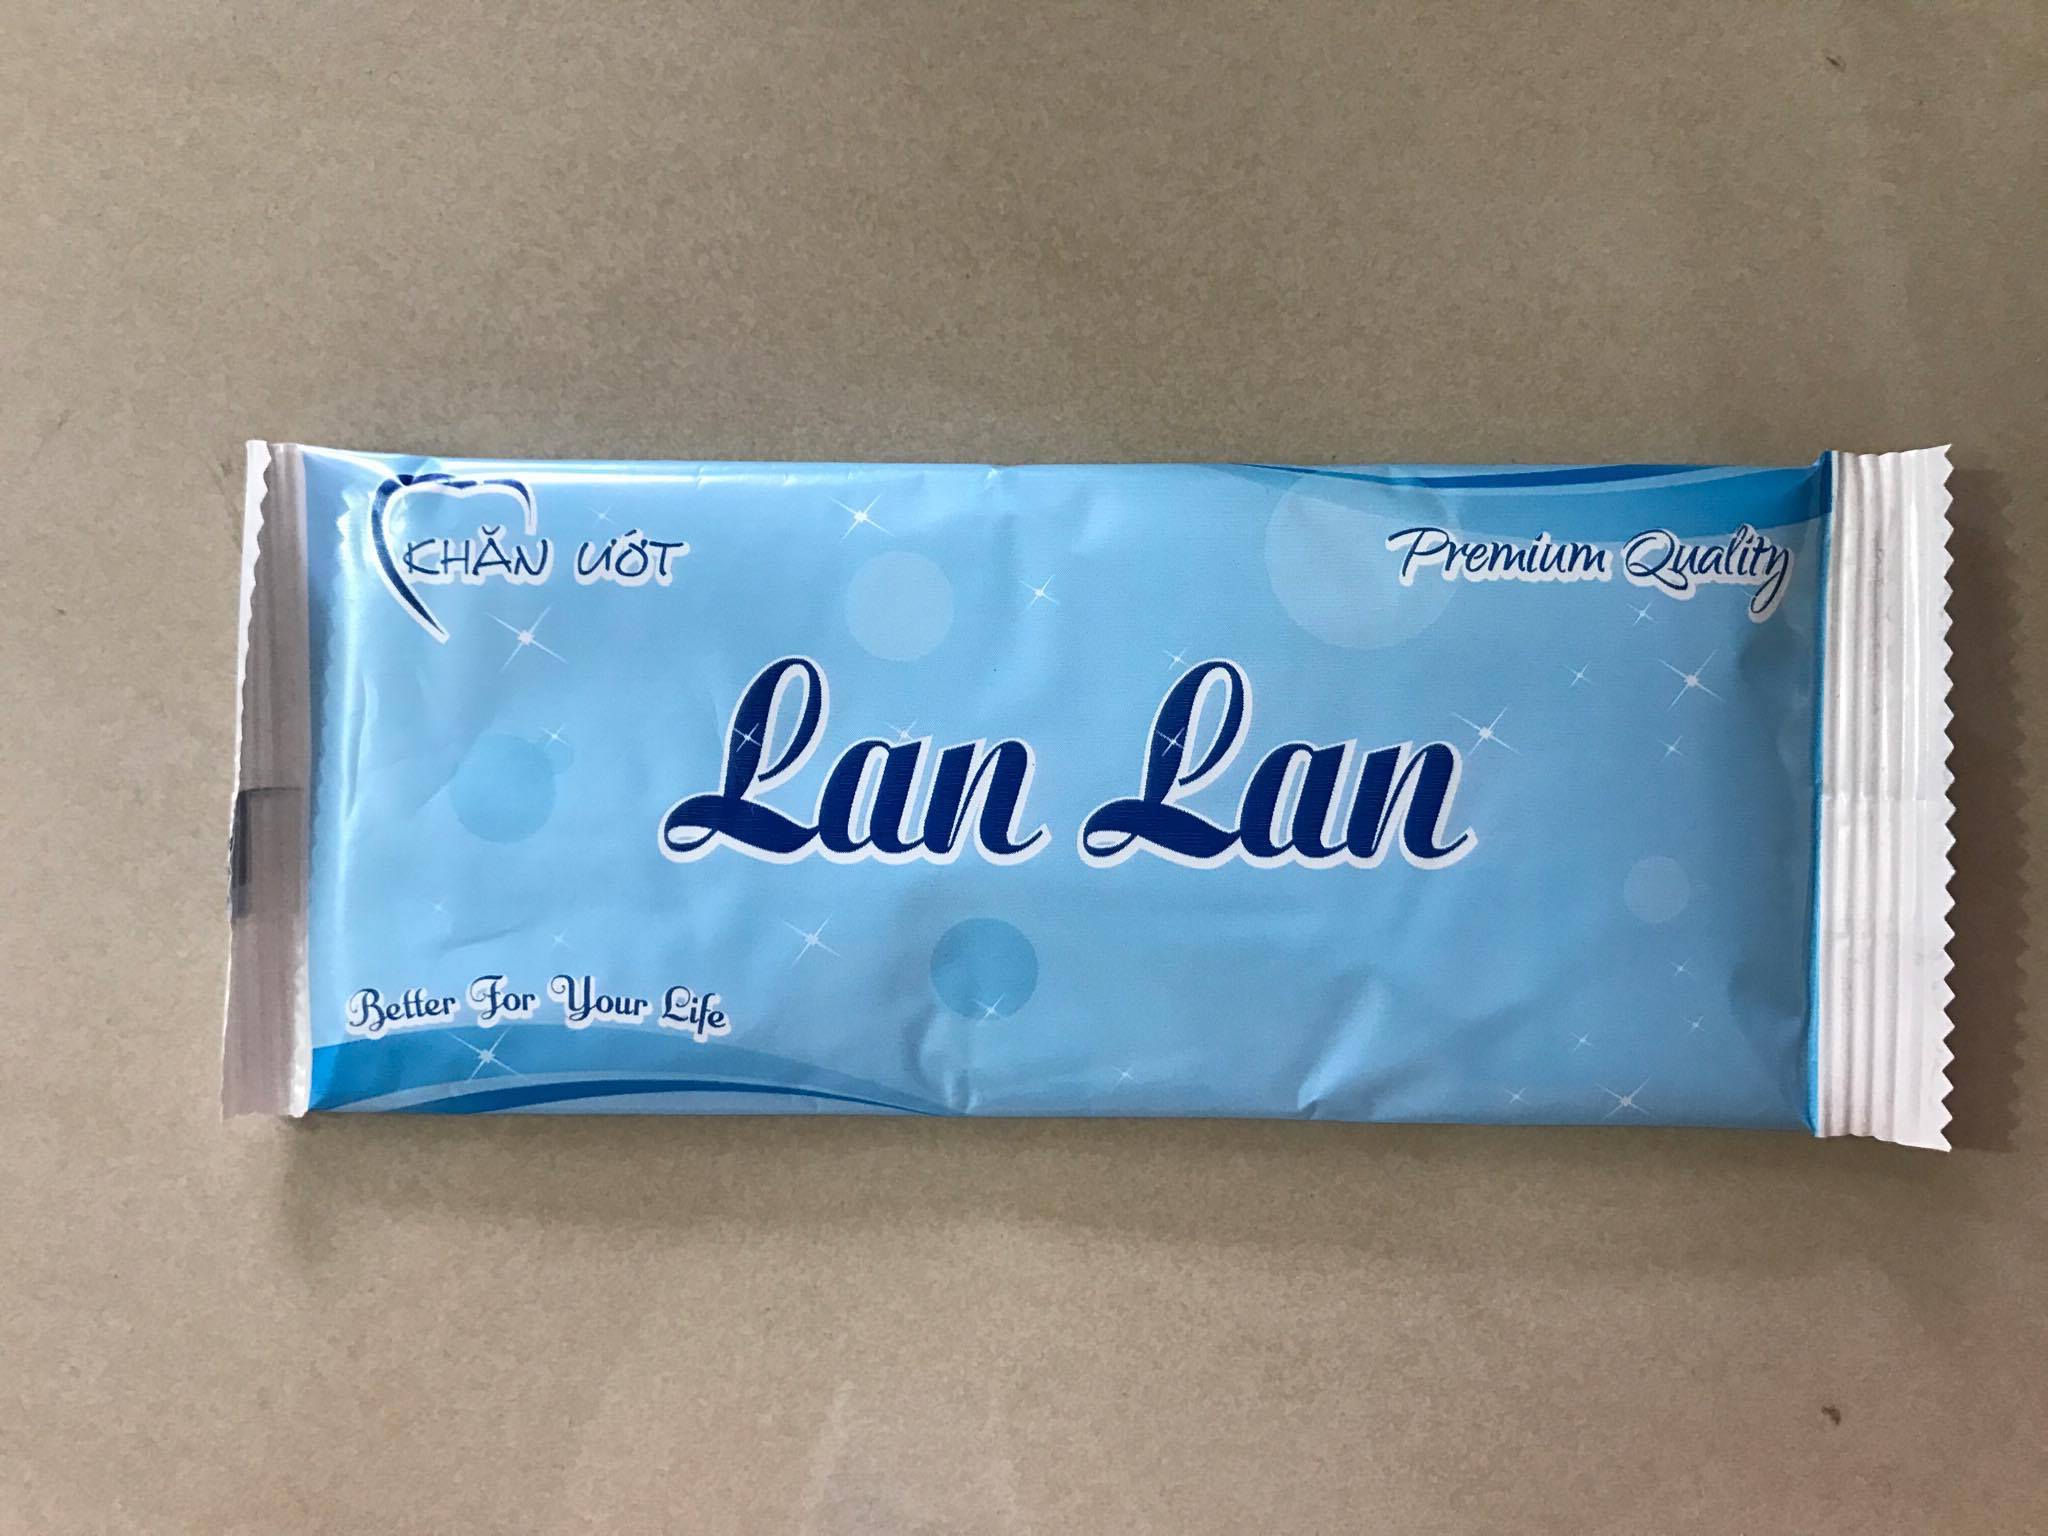 KHĂN ƯỚT
Premium Quality
Lan Lan
Better For Your Life